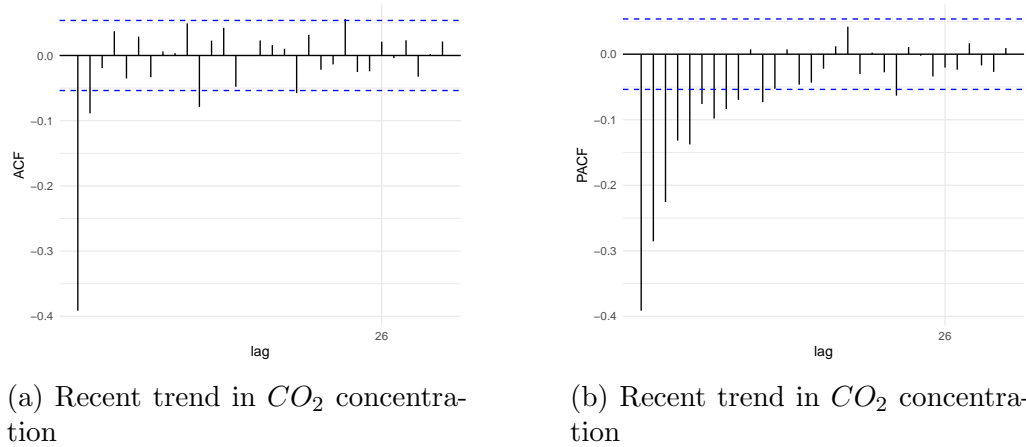 0.0
−0.1
−0.2
−0.3
−0.4
ACF
26
lag
(a) Recent trend in CO₂ concentra-
tion
0.0
−0.1
−0.2
−0.3
−0.4
PACF
26
lag
(b) Recent trend in CO₂ concentra-
tion